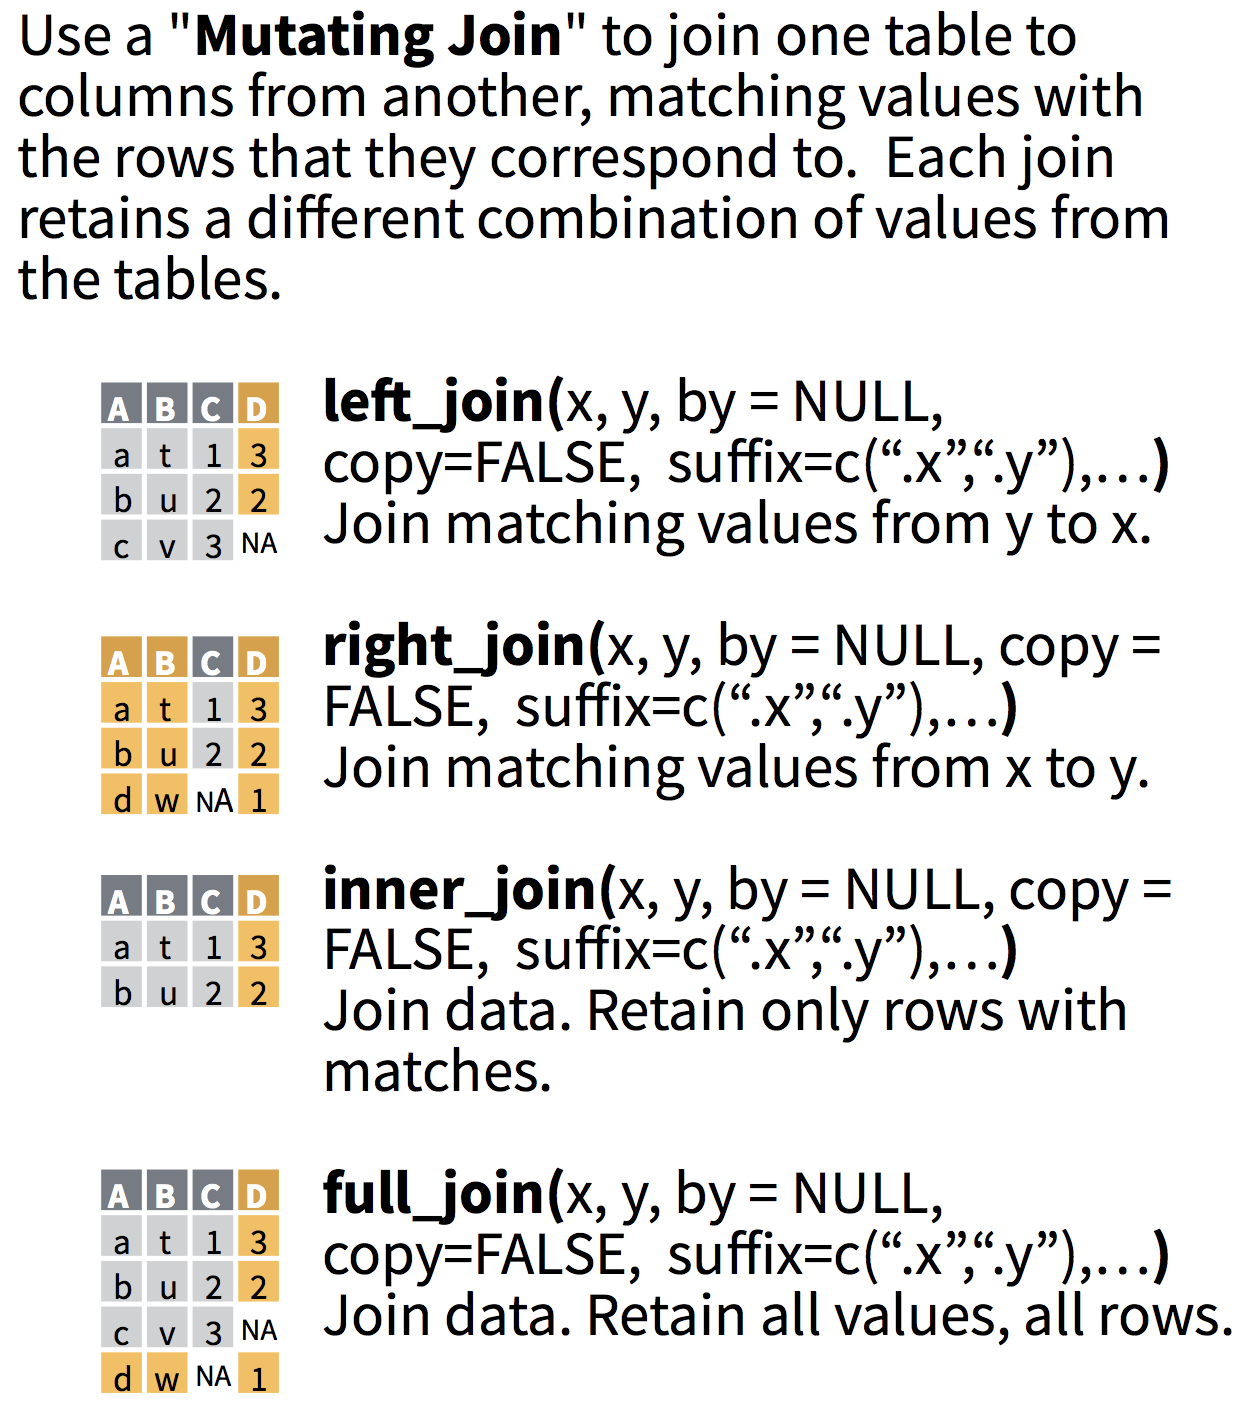 Use a "Mutating Join" to join one table to
columns from another, matching values with
the rows that they correspond to.  Each join
retains a different combination of values from
the tables.
A B C D
a t 1 3
b u 2 2
c v 3 NA
left_join(x, y, by = NULL,
copy=FALSE,  suffix=c(“.x”,“.y”),…)
Join matching values from y to x.
A B C D
a t 1 3
b u 2 2
d w NA 1
right_join(x, y, by = NULL, copy =
FALSE,  suffix=c(“.x”,“.y”),…)
Join matching values from x to y.
A B C D
a t 1 3
b u 2 2
inner_join(x, y, by = NULL, copy =
FALSE,  suffix=c(“.x”,“.y”),…)
Join data. Retain only rows with
matches.
A B C D
a t 1 3
b u 2 2
c v 3 NA
d w NA 1
full_join(x, y, by = NULL,
copy=FALSE,  suffix=c(“.x”,“.y”),…)
Join data. Retain all values, all rows.